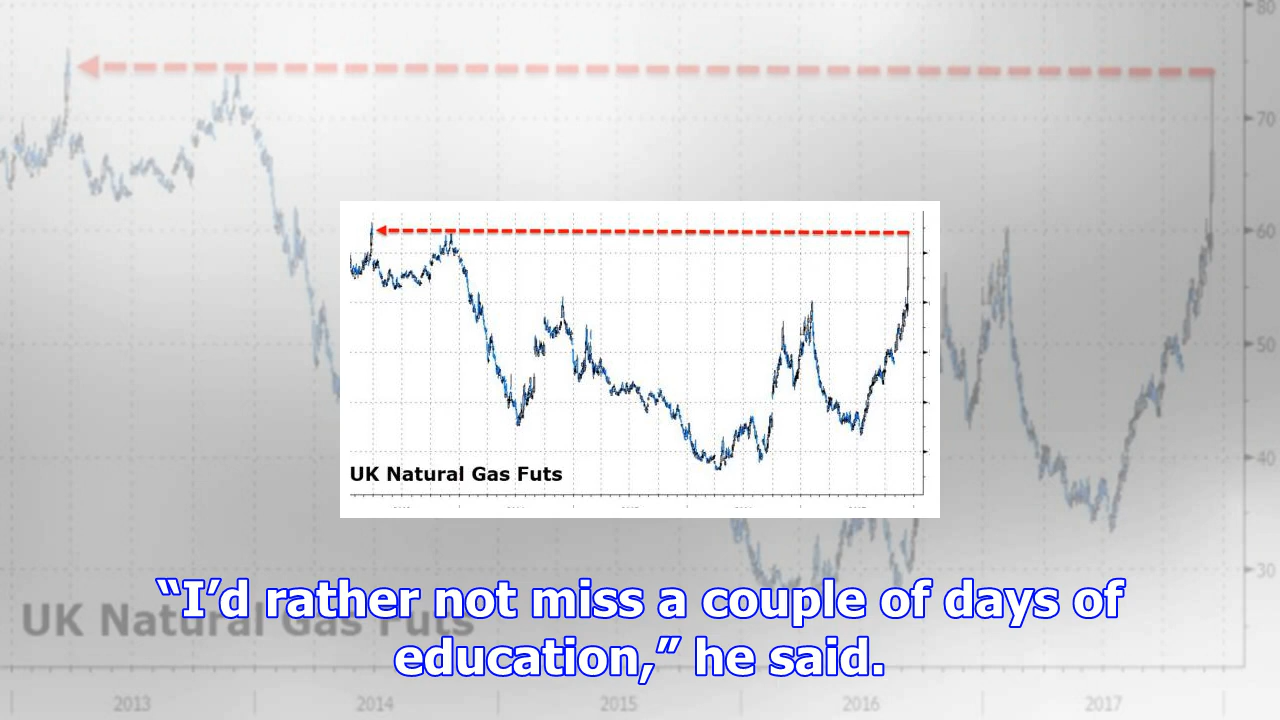 80
70
60
50
40
30
UK Natural Gas Futs
UK Natural Gas Futs
“I’d rather not miss a couple of days of
education,” he said.
2013 2014 2015 2016 2017